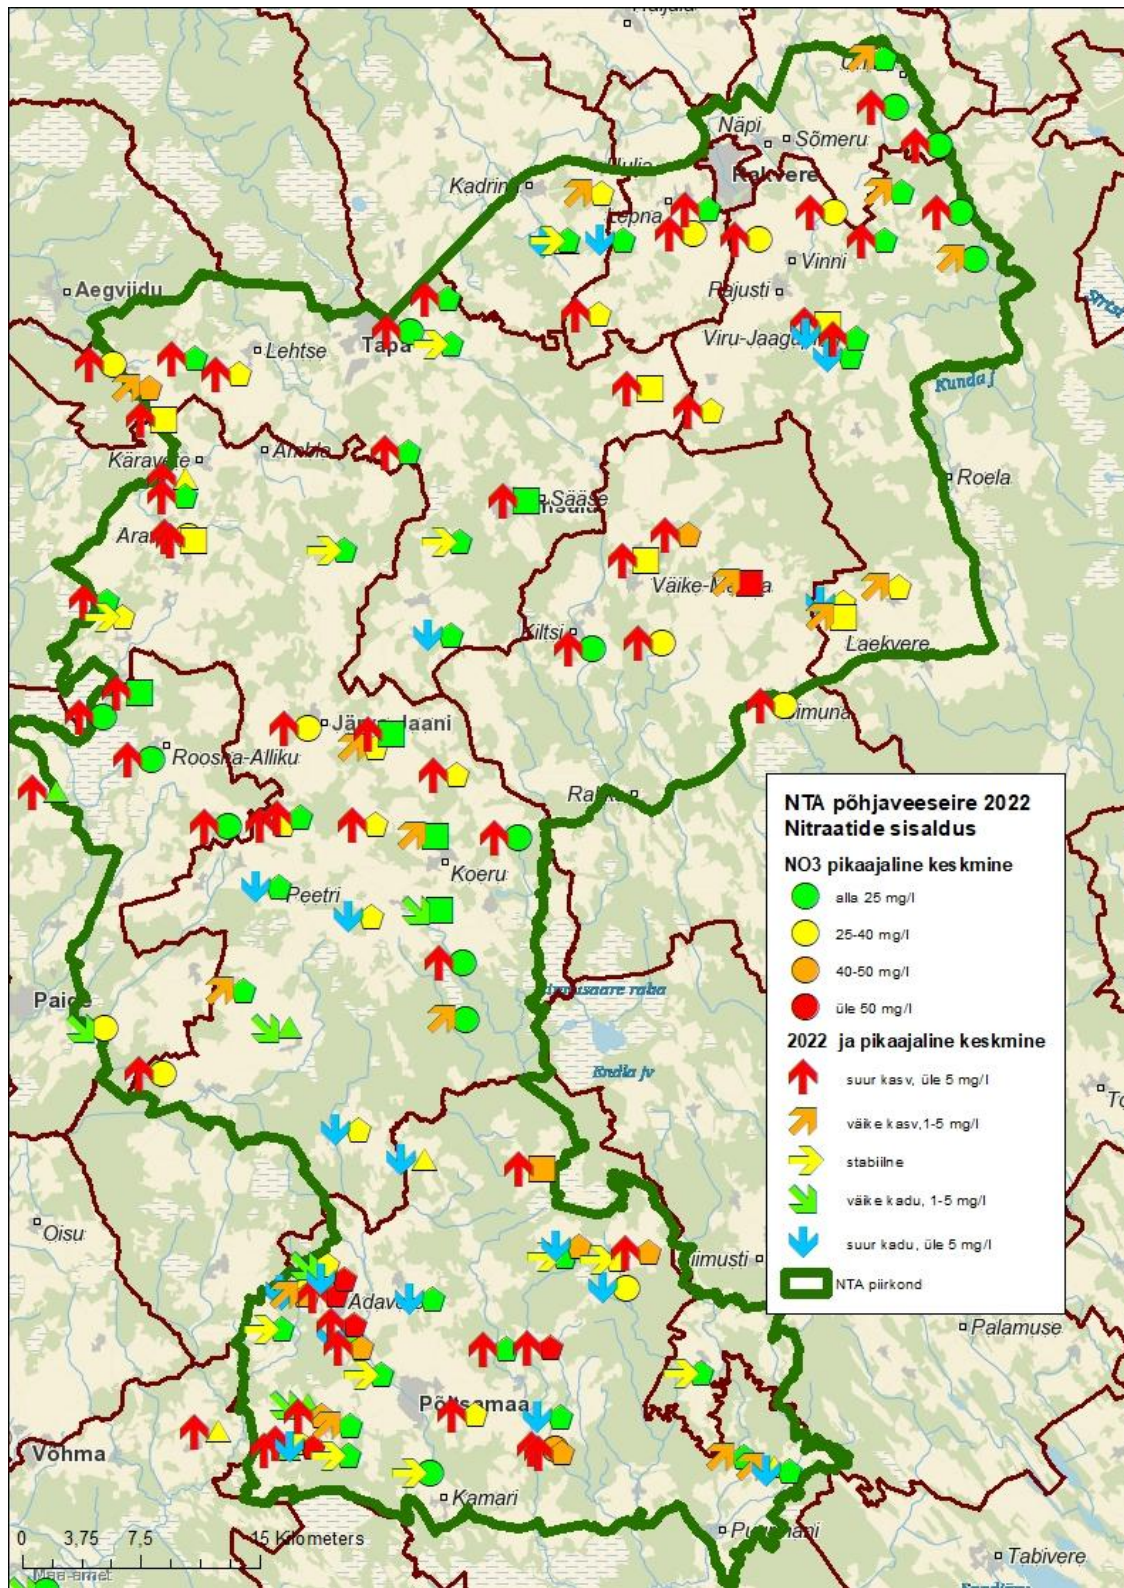 Näpi
Sõmeru
Rakvere
Kadrina
Lepna
Vinni
Pajusti
Aegviidu
Lehtse
Tapa
Viru-Jaagupi
Kunda j
Käravete
Ambla
Roela
Sääse
Väike-Maarja
Kiltsi
Laekvere
Simuna
Järva-Jaani
Roosna-Alliku
Koeru
Peetri
Paide
Endla jv
Oisu
Adavere
Palamuse
Põltsamaa
Võhma
Kamari
Puurmani
Tabivere
NTA põhjaveeseire 2022
Nitraatide sisaldus
NO3 pikaajaline keskmine
alla 25 mg/l
25-40 mg/l
40-50 mg/l
üle 50 mg/l
2022 ja pikaajaline keskmine
suur kasv, üle 5 mg/l
väike kasv,1-5 mg/l
stabiilne
väike kadu, 1-5 mg/l
suur kadu, üle 5 mg/l
NTA piirkond
0 3,75 7,5 15 Kilometers
Maa-amet